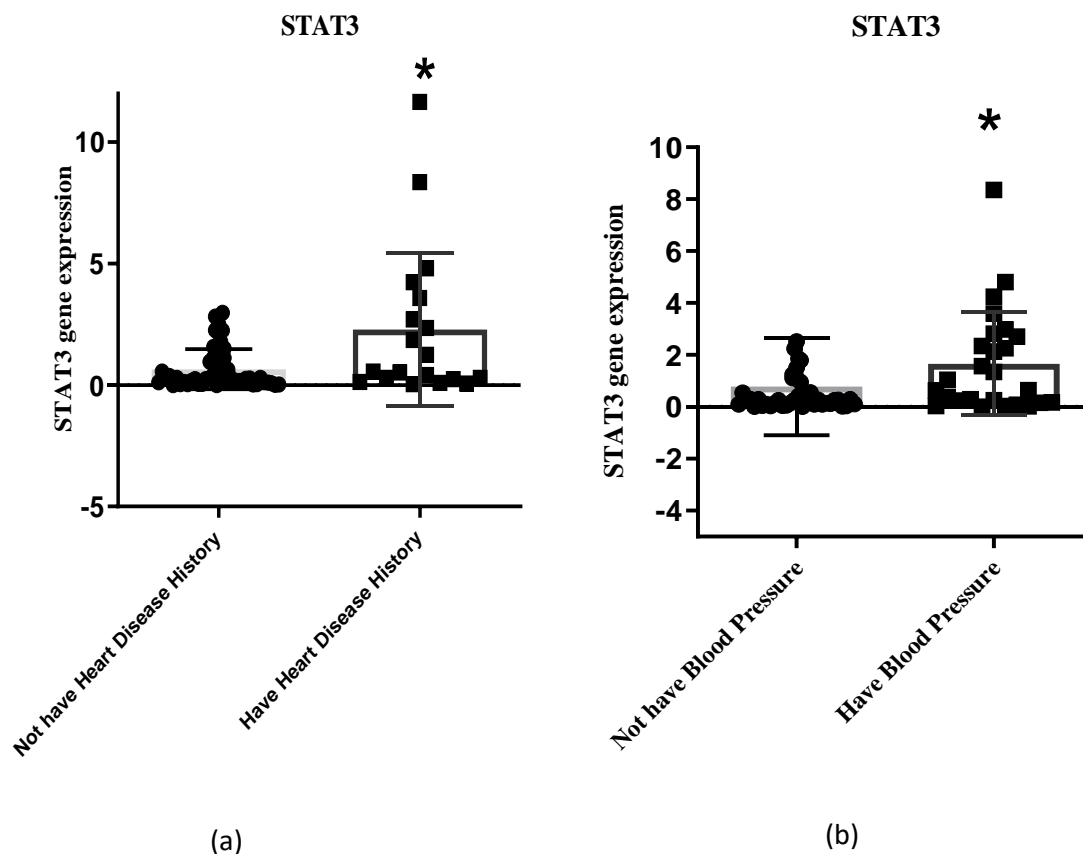 STAT3
*
10
5
0
-5
STAT3 gene expression
Not have Heart Disease History
Have Heart Disease History
(a)
STAT3
*
10
8
6
4
2
0
-2
-4
STAT3 gene expression
Not have Blood Pressure
Have Blood Pressure
(b)